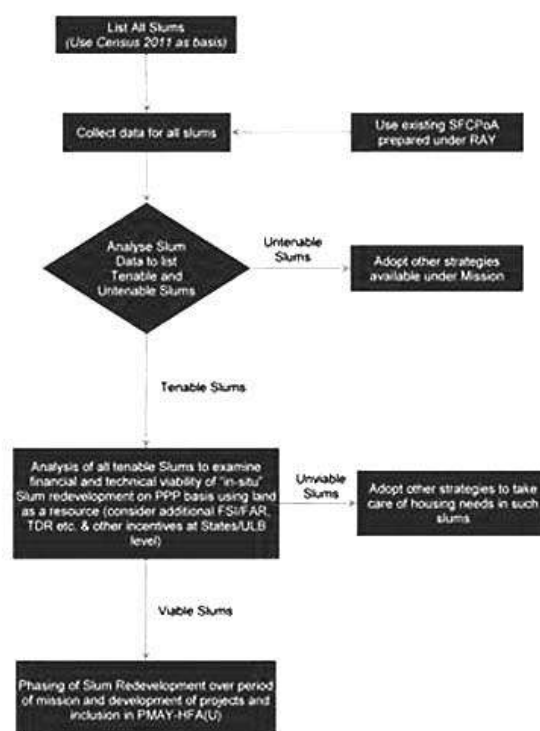 List All Slums
(Use Census 2011 as basis)
Collect data for all slums
Use existing SFCPoA
prepared under RAY
Analyse Slum
Data to list
Tenable and
Untenable Slums
Untenable
Slums
Adopt other strategies
available under Mission
Tenable Slums
Analysis of all tenable Slums to examine
financial and technical viability of "in-situ"
Slum redevelopment on PPP basis using land
as a resource (consider additional FSI/FAR,
TDR etc. & other incentives at States/ULB
level)
Unviable
Slums
Adopt other strategies to take
care of housing needs in such
slums
Viable Slums
Phasing of Slum Redevelopment over period
of mission and development of projects and
inclusion in PMAY-HFA(U)